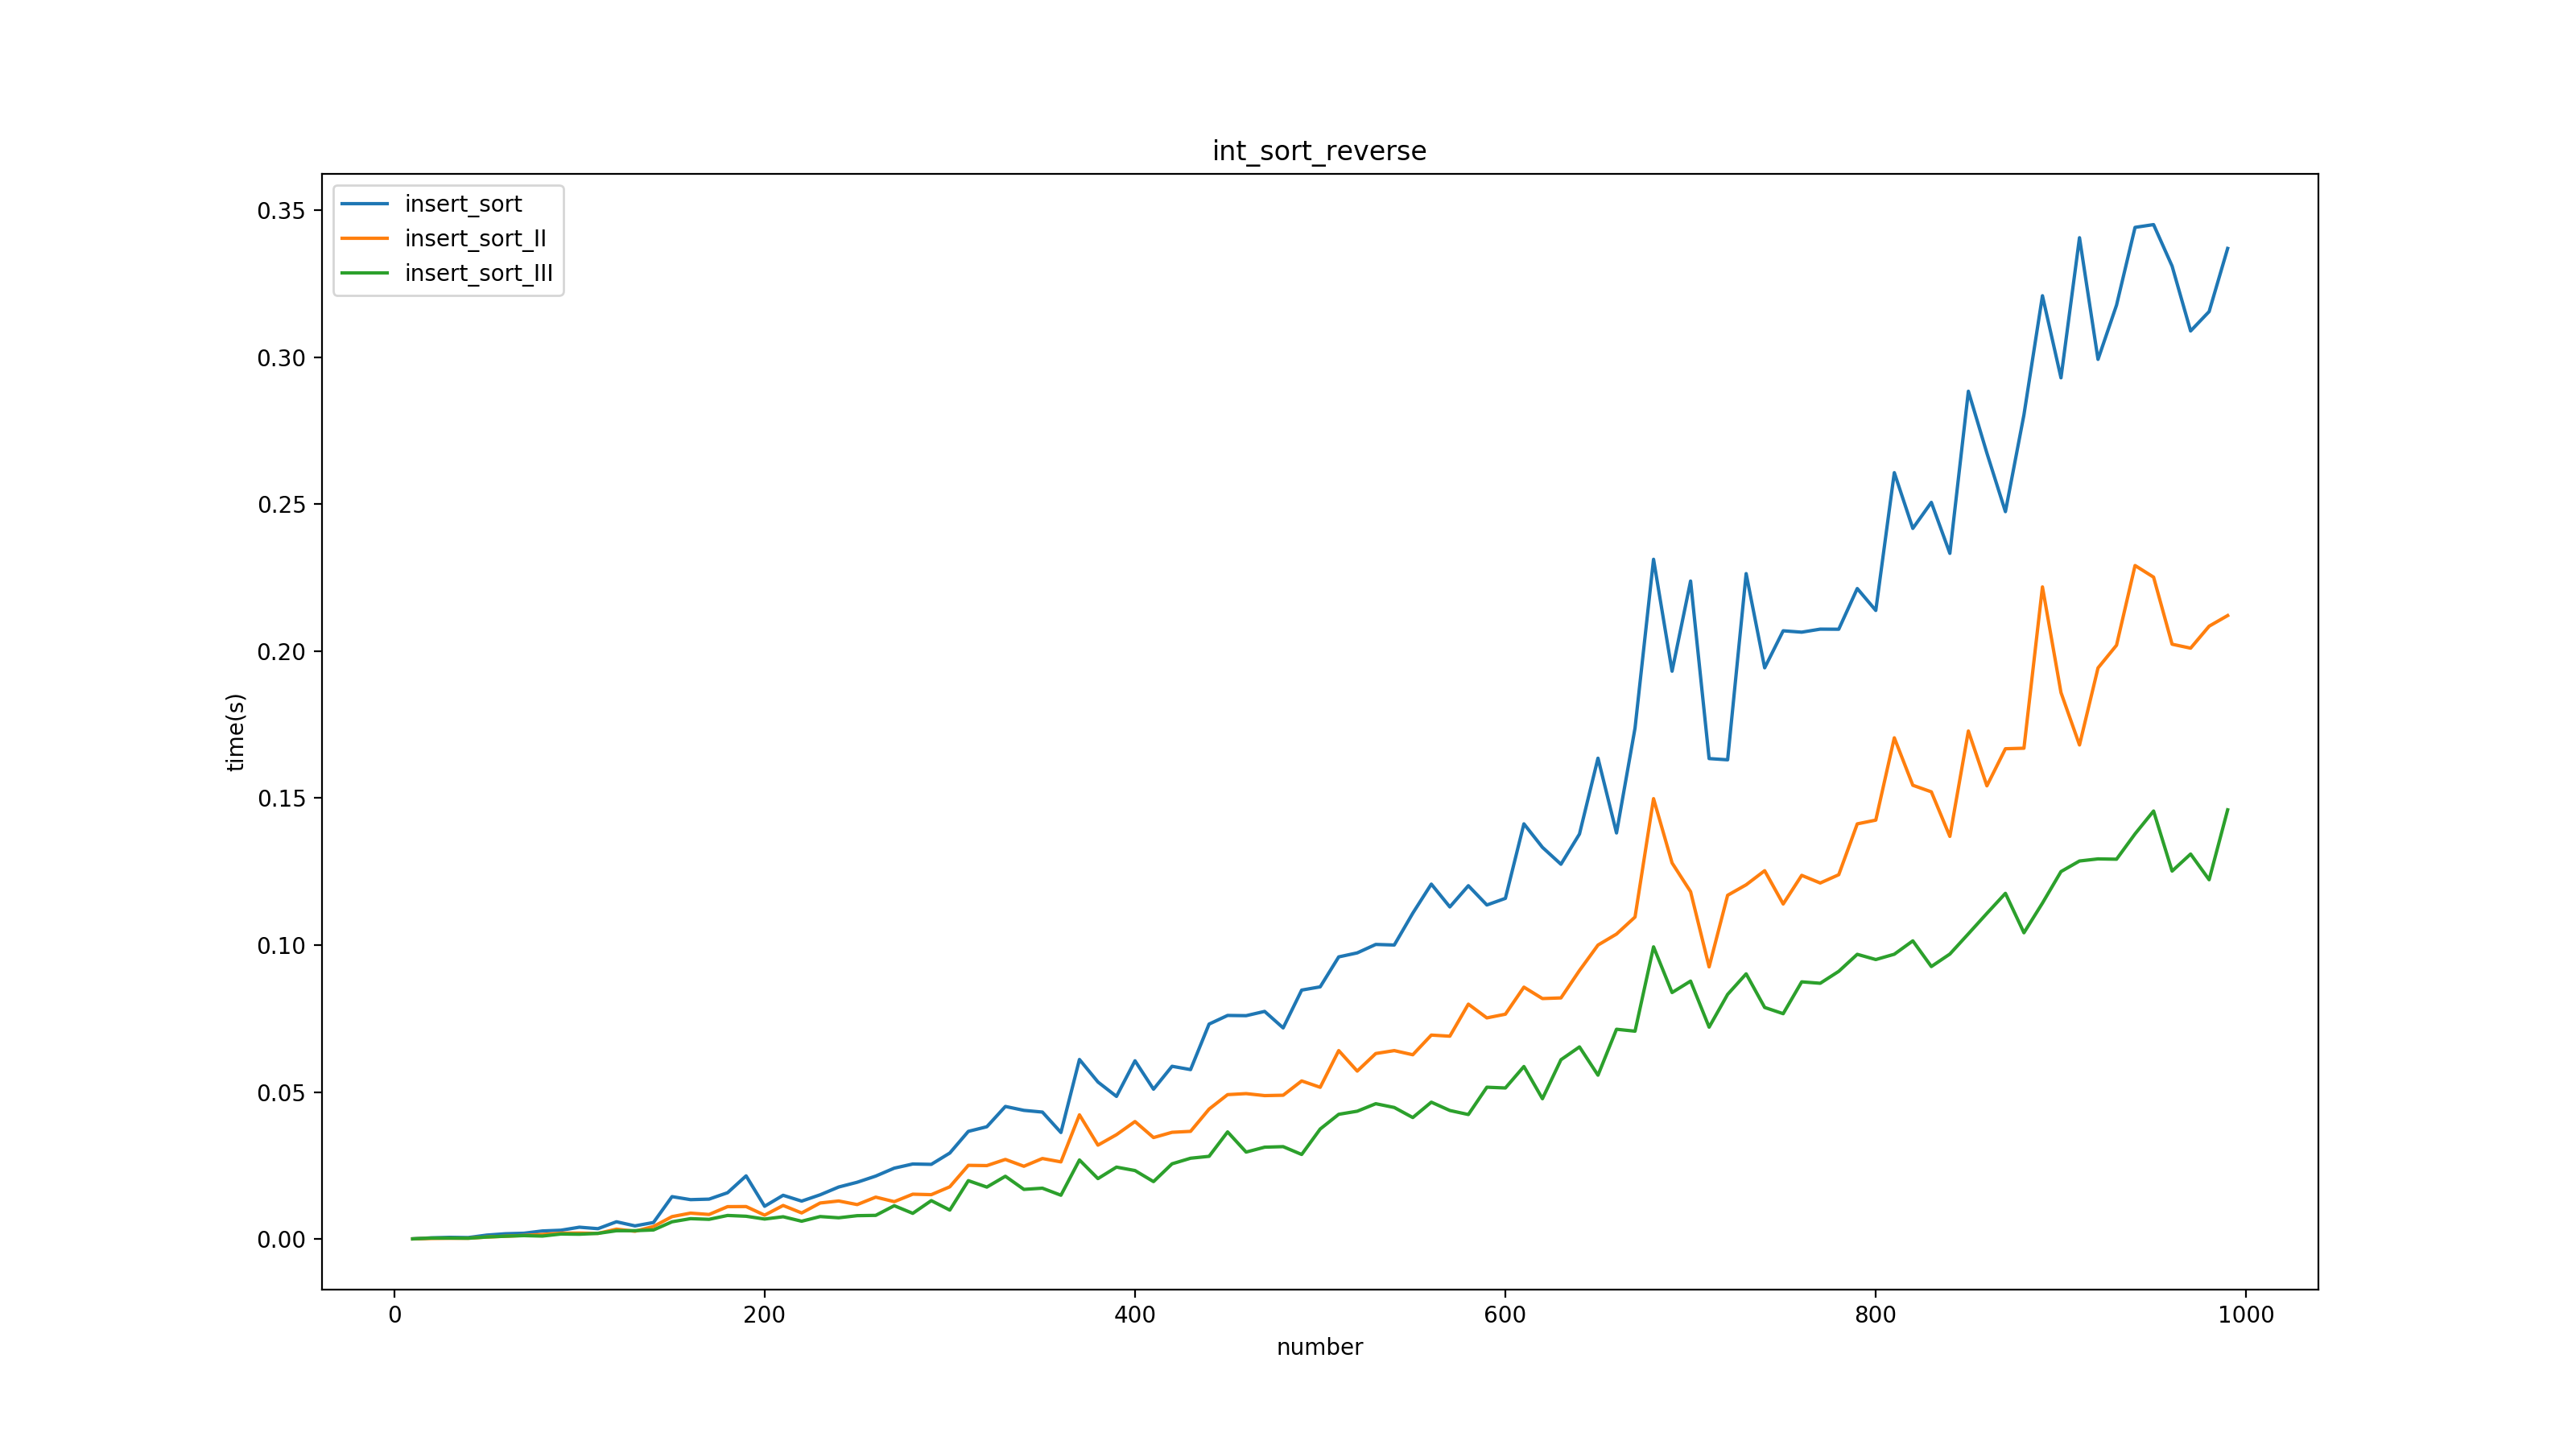 int_sort_reverse
insert_sort
insert_sort_II
insert_sort_III
0.35
0.30
0.25
0.20
0.15
0.10
0.05
0.00
time(s)
0 200 400 600 800 1000
number